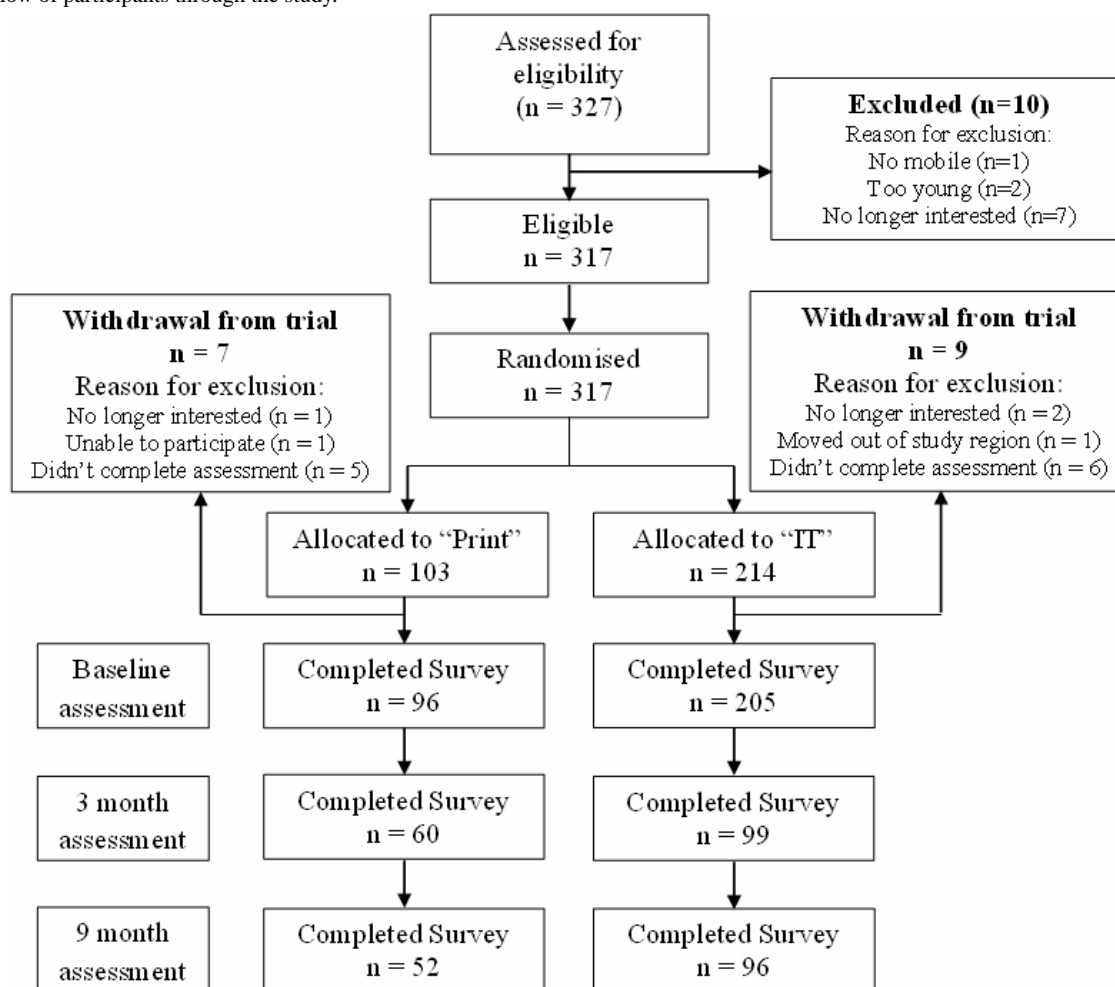 low of participants through the study.
Assessed for
eligibility
(n = 327)
Excluded (n=10)
Reason for exclusion:
No mobile (n=1)
Too young (n=2)
No longer interested (n=7)
Eligible
n = 317
Randomised
n = 317
Withdrawal from trial
n = 7
Reason for exclusion:
No longer interested (n = 1)
Unable to participate (n = 1)
Didn't complete assessment (n = 5)
Withdrawal from trial
n = 9
Reason for exclusion:
No longer interested (n = 2)
Moved out of study region (n = 1)
Didn't complete assessment (n = 6)
Allocated to “Print”
n = 103
Allocated to “IT”
n = 214
Baseline
assessment
Completed Survey
n = 96
Completed Survey
n = 205
3 month
assessment
Completed Survey
n = 60
Completed Survey
n = 99
9 month
assessment
Completed Survey
n = 52
Completed Survey
n = 96